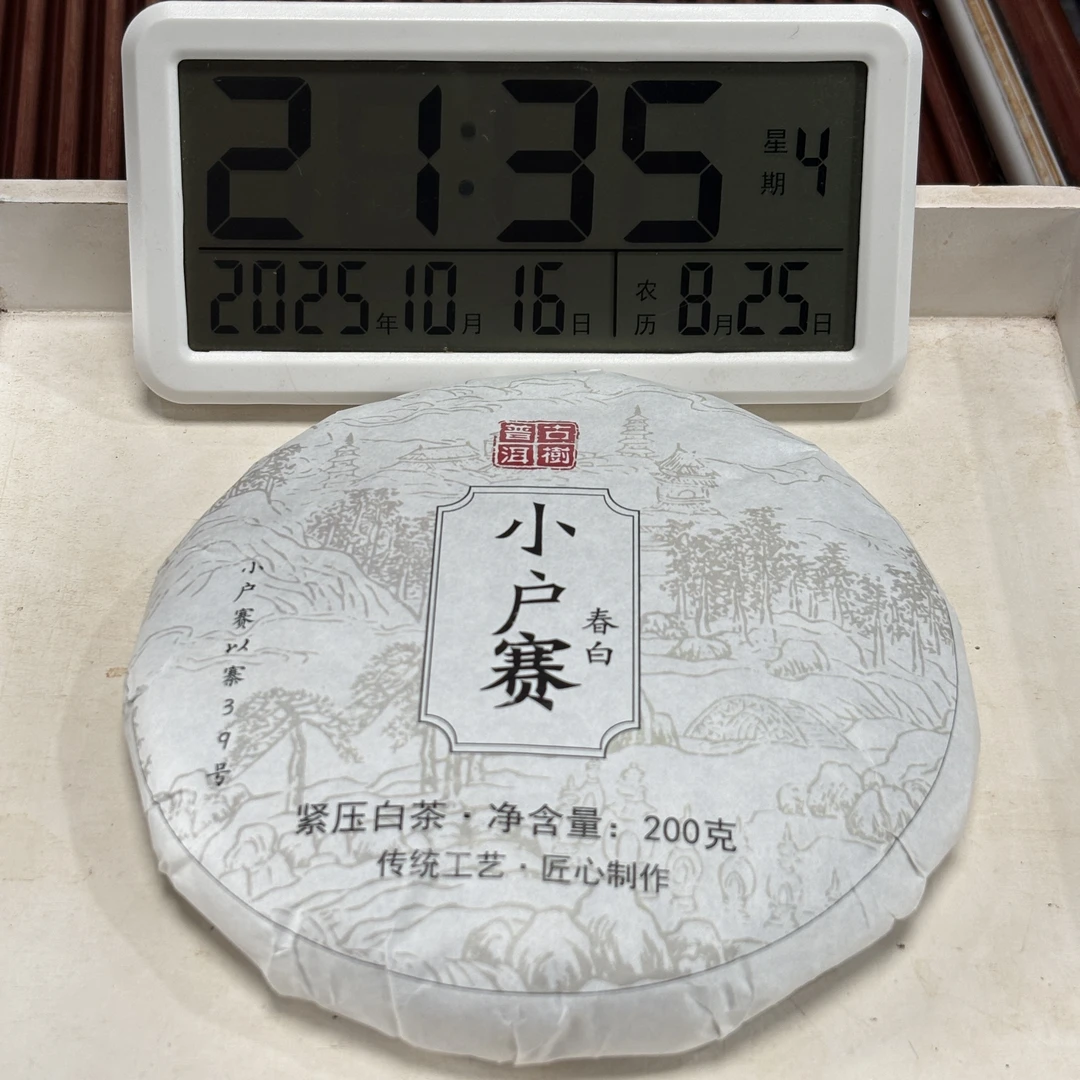 21:35
星期4
2025年10月16日
农历8月25日
古樹
普洱
小户赛
春白
小户赛以寨39号
紧压白茶·净含量：200克
传统工艺·匠心制作